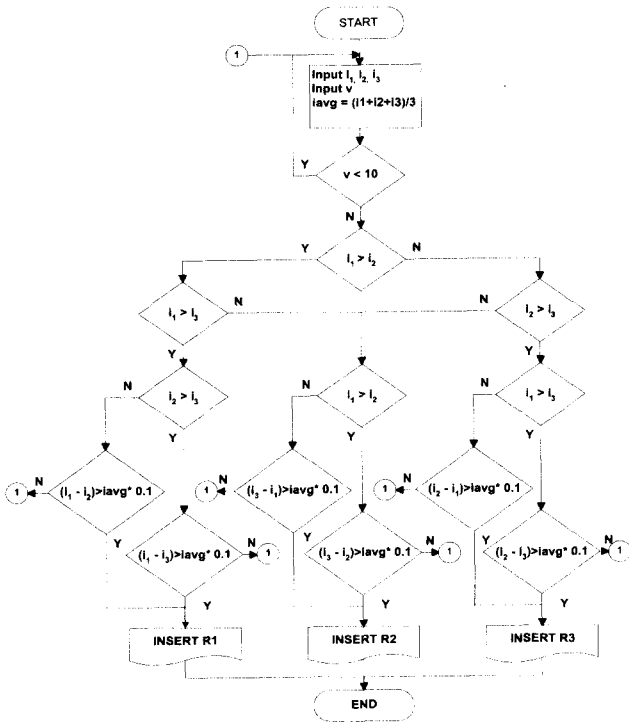 START
1
Input I₁, i₂, i₃
Input v
iavg = (i1+i2+i3)/3
Y
v < 10
N
Y
i₁ > i₂
N
i₁ > i₃
N
N
i₂ > i₃
Y
Y
N
i₂ > i₃
N
i₁ > i₂
N
i₁ > i₃
Y
Y
Y
1
N
(i₁ - i₂)>iavg* 0.1
1
N
(i₃ - i₁)>iavg* 0.1
1
N
(i₂ - i₁)>iavg* 0.1
Y
(i₁ - i₃)>iavg* 0.1
N
1
Y
(i₃ - i₂)>iavg* 0.1
N
1
Y
(i₂ - i₃)>iavg* 0.1
N
1
Y
Y
Y
INSERT R1
INSERT R2
INSERT R3
END